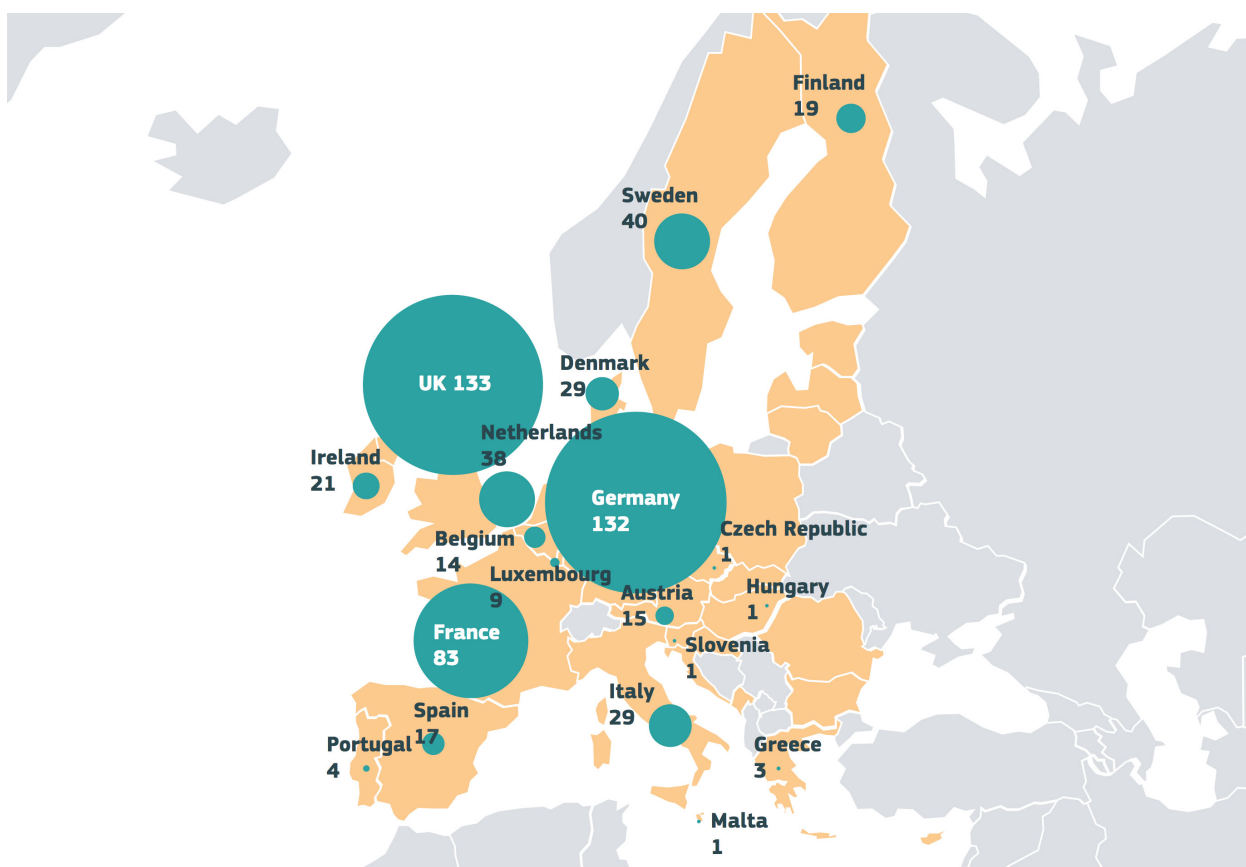 Finland
19
Sweden
40
Denmark
29
UK 133
Netherlands
38
Ireland
21
Germany
132
Czech Republic
1
Belgium
14
Luxembourg
9
Austria
15
Hungary
1
France
83
Slovenia
1
Italy
29
Spain
17
Portugal
4
Greece
3
Malta
1